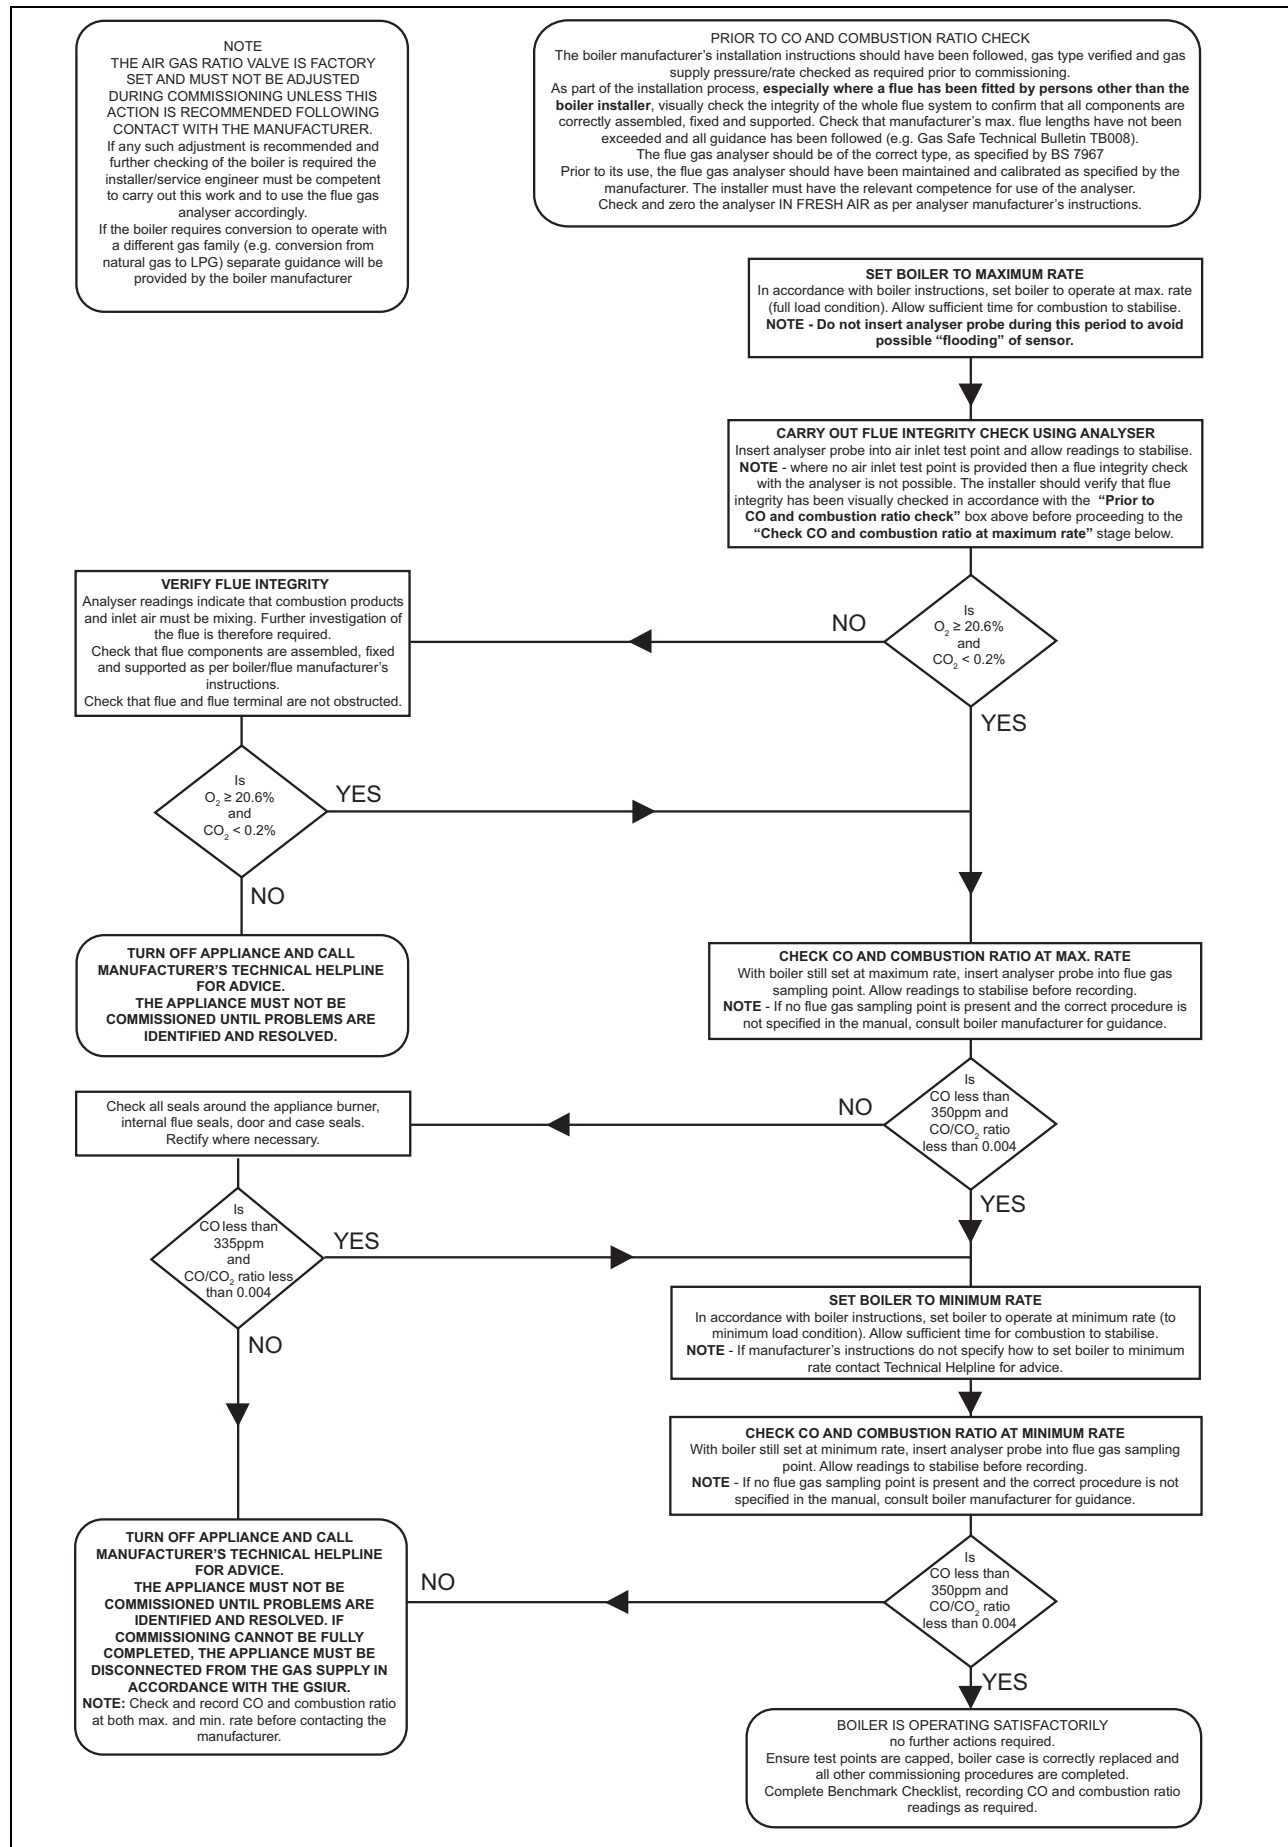 NOTE
THE AIR GAS RATIO VALVE IS FACTORY
SET AND MUST NOT BE ADJUSTED
DURING COMMISSIONING UNLESS THIS
ACTION IS RECOMMENDED FOLLOWING
CONTACT WITH THE MANUFACTURER.
If any such adjustment is recommended and
further checking of the boiler is required the
installer/service engineer must be competent
to carry out this work and to use the flue gas
analyser accordingly.
If the boiler requires conversion to operate with
a different gas family (e.g. conversion from
natural gas to LPG) separate guidance will be
provided by the boiler manufacturer
PRIOR TO CO AND COMBUSTION RATIO CHECK
The boiler manufacturer's installation instructions should have been followed, gas type verified and gas
supply pressure/rate checked as required prior to commissioning.
As part of the installation process, especially where a flue has been fitted by persons other than the
boiler installer, visually check the integrity of the whole flue system to confirm that all components are
correctly assembled, fixed and supported. Check that manufacturer's max. flue lengths have not been
exceeded and all guidance has been followed (e.g. Gas Safe Technical Bulletin TB008).
The flue gas analyser should be of the correct type, as specified by BS 7967
Prior to its use, the flue gas analyser should have been maintained and calibrated as specified by the
manufacturer. The installer must have the relevant competence for use of the analyser.
Check and zero the analyser IN FRESH AIR as per analyser manufacturer's instructions.
SET BOILER TO MAXIMUM RATE
In accordance with boiler instructions, set boiler to operate at max. rate
(full load condition). Allow sufficient time for combustion to stabilise.
NOTE - Do not insert analyser probe during this period to avoid
possible “flooding” of sensor.
CARRY OUT FLUE INTEGRITY CHECK USING ANALYSER
Insert analyser probe into air inlet test point and allow readings to stabilise.
NOTE - where no air inlet test point is provided then a flue integrity check
with the analyser is not possible. The installer should verify that flue
integrity has been visually checked in accordance with the “Prior to
CO and combustion ratio check” box above before proceeding to the
“Check CO and combustion ratio at maximum rate” stage below.
Is
O2 ≥ 20.6%
and
CO2 < 0.2%
NO
YES
VERIFY FLUE INTEGRITY
Analyser readings indicate that combustion products
and inlet air must be mixing. Further investigation of
the flue is therefore required.
Check that flue components are assembled, fixed
and supported as per boiler/flue manufacturer's
instructions.
Check that flue and flue terminal are not obstructed.
Is
O2 ≥ 20.6%
and
CO2 < 0.2%
YES
NO
TURN OFF APPLIANCE AND CALL
MANUFACTURER'S TECHNICAL HELPLINE
FOR ADVICE.
THE APPLIANCE MUST NOT BE
COMMISSIONED UNTIL PROBLEMS ARE
IDENTIFIED AND RESOLVED.
CHECK CO AND COMBUSTION RATIO AT MAX. RATE
With boiler still set at maximum rate, insert analyser probe into flue gas
sampling point. Allow readings to stabilise before recording.
NOTE - If no flue gas sampling point is present and the correct procedure is
not specified in the manual, consult boiler manufacturer for guidance.
Is
CO less than
350ppm and
CO/CO2 ratio
less than 0.004
NO
YES
Check all seals around the appliance burner,
internal flue seals, door and case seals.
Rectify where necessary.
Is
CO less than
335ppm
and
CO/CO2 ratio less
than 0.004
YES
NO
SET BOILER TO MINIMUM RATE
In accordance with boiler instructions, set boiler to operate at minimum rate (to
minimum load condition). Allow sufficient time for combustion to stabilise.
NOTE - If manufacturer's instructions do not specify how to set boiler to minimum
rate contact Technical Helpline for advice.
CHECK CO AND COMBUSTION RATIO AT MINIMUM RATE
With boiler still set at minimum rate, insert analyser probe into flue gas sampling
point. Allow readings to stabilise before recording.
NOTE - If no flue gas sampling point is present and the correct procedure is not
specified in the manual, consult boiler manufacturer for guidance.
Is
CO less than
350ppm and
CO/CO2 ratio
less than 0.004
NO
YES
TURN OFF APPLIANCE AND CALL
MANUFACTURER'S TECHNICAL HELPLINE
FOR ADVICE.
THE APPLIANCE MUST NOT BE
COMMISSIONED UNTIL PROBLEMS ARE
IDENTIFIED AND RESOLVED. IF
COMMISSIONING CANNOT BE FULLY
COMPLETED, THE APPLIANCE MUST BE
DISCONNECTED FROM THE GAS SUPPLY IN
ACCORDANCE WITH THE GSIUR.
NOTE: Check and record CO and combustion ratio
at both max. and min. rate before contacting the
manufacturer.
BOILER IS OPERATING SATISFACTORILY
no further actions required.
Ensure test points are capped, boiler case is correctly replaced and
all other commissioning procedures are completed.
Complete Benchmark Checklist, recording CO and combustion ratio
readings as required.